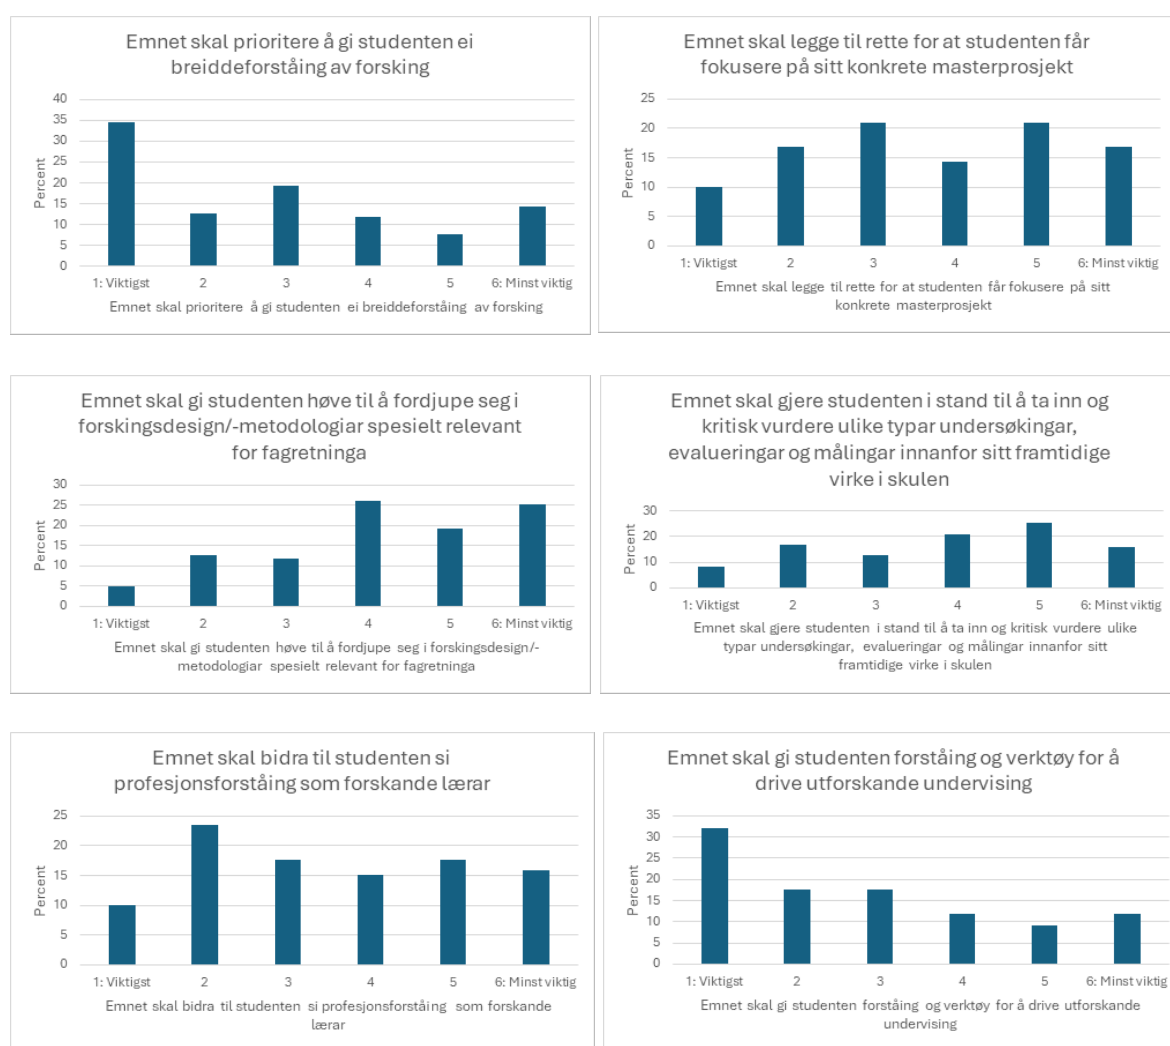 Emnet skal prioritere å gi studenten ei
breiddeforståing av forsking
40
35
30
25
20
15
10
5
0
Percent
1: Viktigst 2 3 4 5 6: Minst viktig
Emnet skal prioritere å gi studenten ei breiddeforståing av forsking
Emnet skal legge til rette for at studenten får
fokusere på sitt konkrete masterprosjekt
25
20
15
10
5
0
Percent
1: Viktigst 2 3 4 5 6: Minst viktig
Emnet skal legge til rette for at studenten får fokusere på sitt
konkrete masterprosjekt
Emnet skal gi studenten høve til å fordjupe seg i
forskingsdesign/-metodologiar spesielt relevant
for fagretninga
30
25
20
15
10
5
0
Percent
1: Viktigst 2 3 4 5 6: Minst viktig
Emnet skal gi studenten høve til å fordjupe seg i forskingsdesign/-
metodologiar spesielt relevant for fagretninga
Emnet skal gjere studenten i stand til å ta inn og
kritisk vurdere ulike typar undersøkingar,
evalueringar og målingar innanfor sitt framtidige
virke i skulen
30
20
10
0
Percent
1: Viktigst 2 3 4 5 6: Minst viktig
Emnet skal gjere studenten i stand til å ta inn og kritisk vurdere ulike
typar undersøkingar, evalueringar og målingar innanfor sitt
framtidige virke i skulen
Emnet skal bidra til studenten si
profesjonsforståing som forskande lærar
25
20
15
10
5
0
Percent
1: Viktigst 2 3 4 5 6: Minst viktig
Emnet skal bidra til studenten si profesjonsforståing som forskande
lærar
Emnet skal gi studenten forståing og verktøy for å
drive utforskande undervising
35
30
25
20
15
10
5
0
Percent
1: Viktigst 2 3 4 5 6: Minst viktig
Emnet skal gi studenten forståing og verktøy for å drive utforskande
undervising